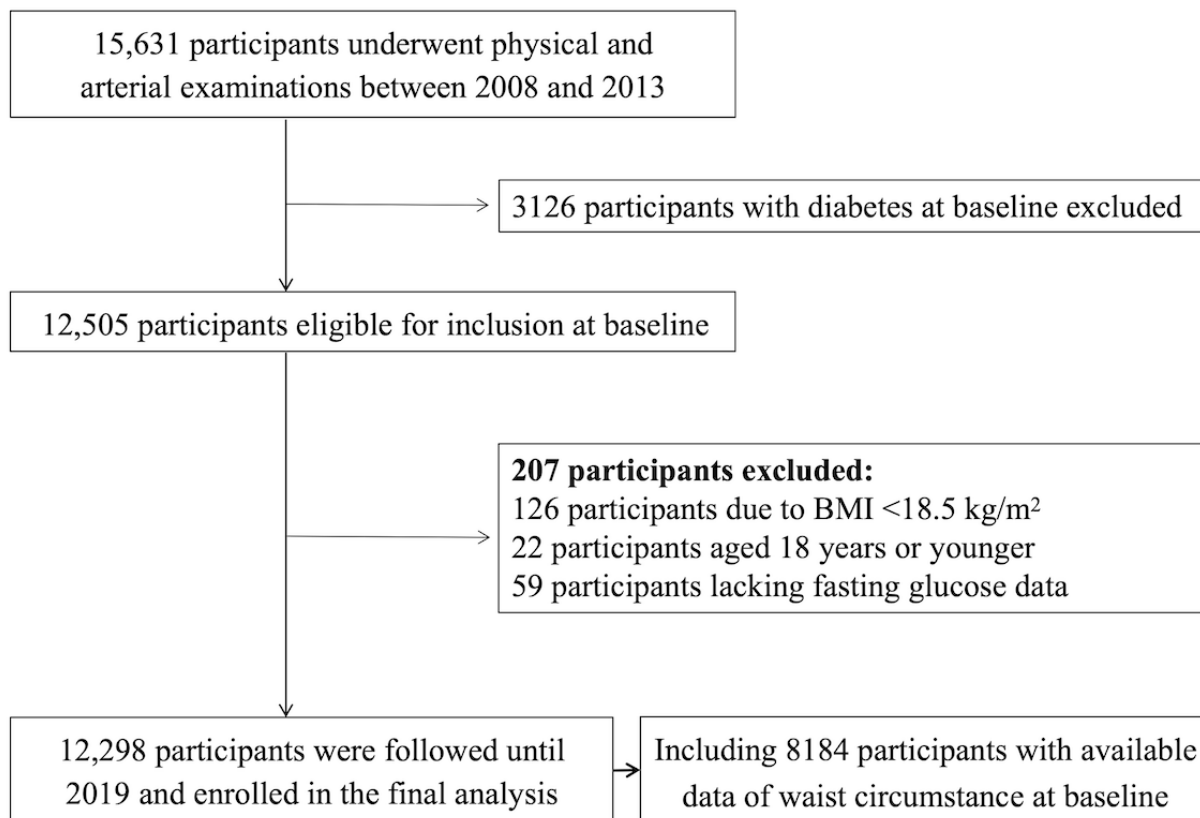 15,631 participants underwent physical and
arterial examinations between 2008 and 2013
3126 participants with diabetes at baseline excluded
12,505 participants eligible for inclusion at baseline
207 participants excluded:
126 participants due to BMI <18.5 kg/m²
22 participants aged 18 years or younger
59 participants lacking fasting glucose data
12,298 participants were followed until
2019 and enrolled in the final analysis
Including 8184 participants with available
data of waist circumstance at baseline